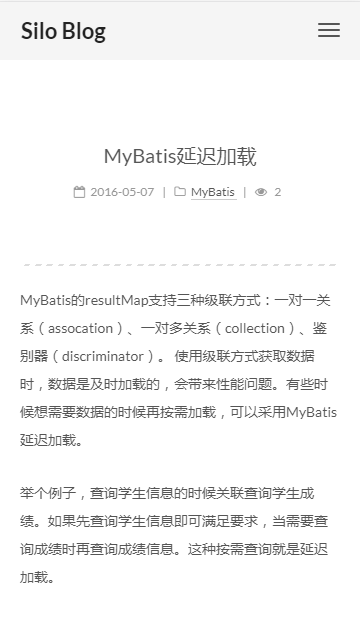 Silo Blog
MyBatis延迟加载
2016-05-07 | MyBatis | 2
MyBatis的resultMap支持三种级联方式：一对一关
系（assocation）、一对多关系（collection）、鉴
别器（discriminator）。 使用级联方式获取数据
时，数据是及时加载的，会带来性能问题。有些时
候想需要数据的时候再按需加载，可以采用MyBatis
延迟加载。
举个例子，查询学生信息的时候关联查询学生成
绩。如果先查询学生信息即可满足要求，当需要查
询成绩时再查询成绩信息。这种按需查询就是延迟
加载。